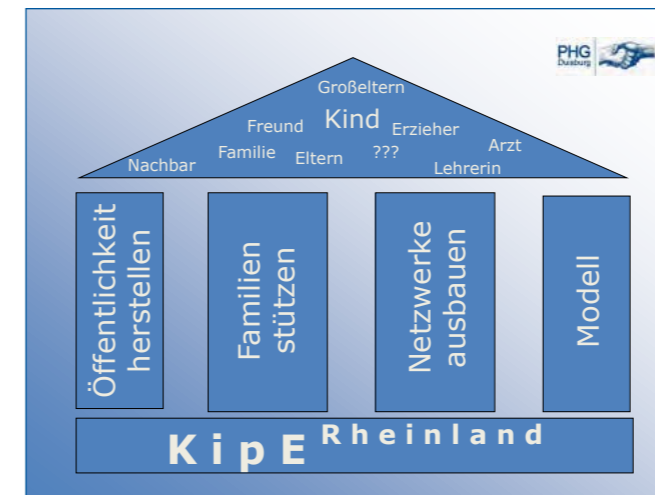 PHG
Duisburg
Großeltern
Freund Kind Erzieher
Nachbar Familie Eltern ??? Lehrerin Arzt
Öffentlichkeit
herstellen
Familien
stützen
Netzwerke
ausbauen
Modell
KipE Rheinland